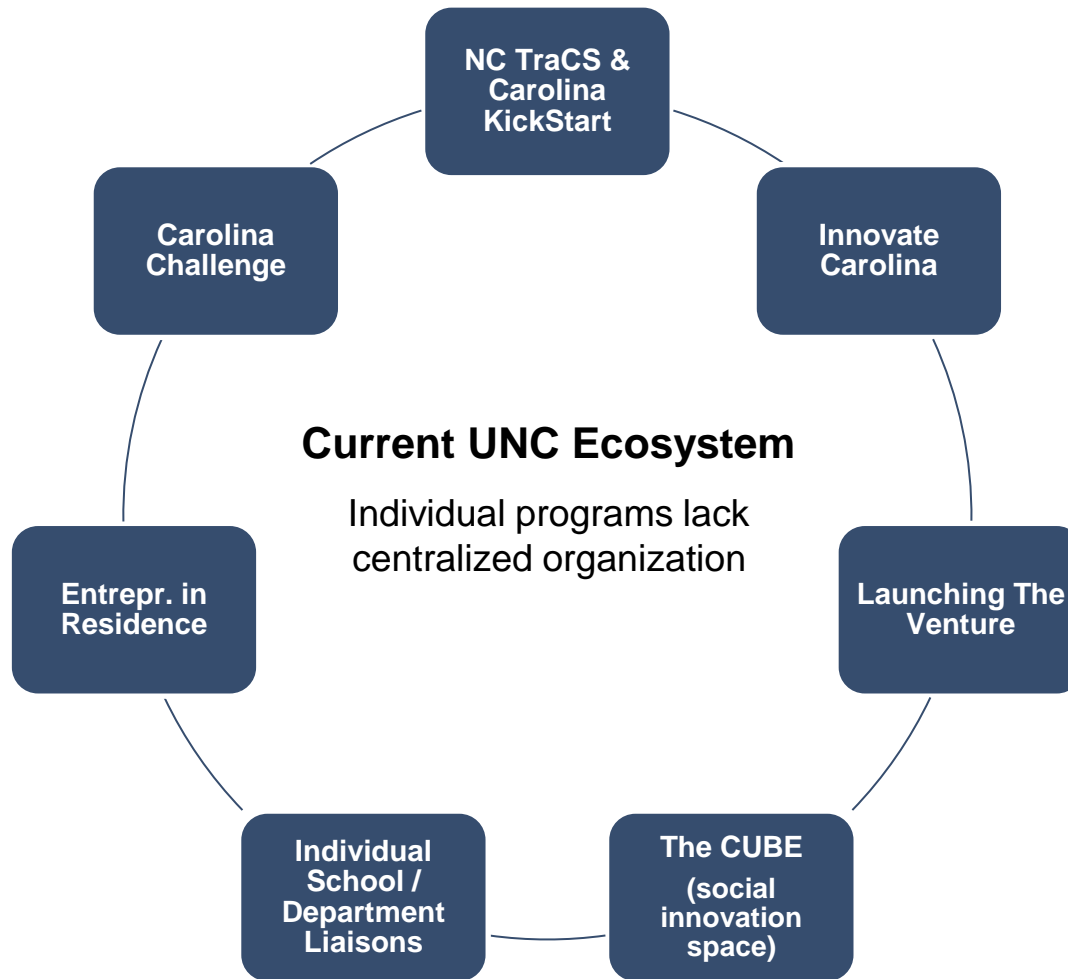 NC TraCS &
Carolina
KickStart
Carolina
Challenge
Innovate
Carolina
Current UNC Ecosystem
Individual programs lack
centralized organization
Entrepr. in
Residence
Launching The
Venture
Individual
School /
Department
Liaisons
The CUBE
(social
innovation
space)